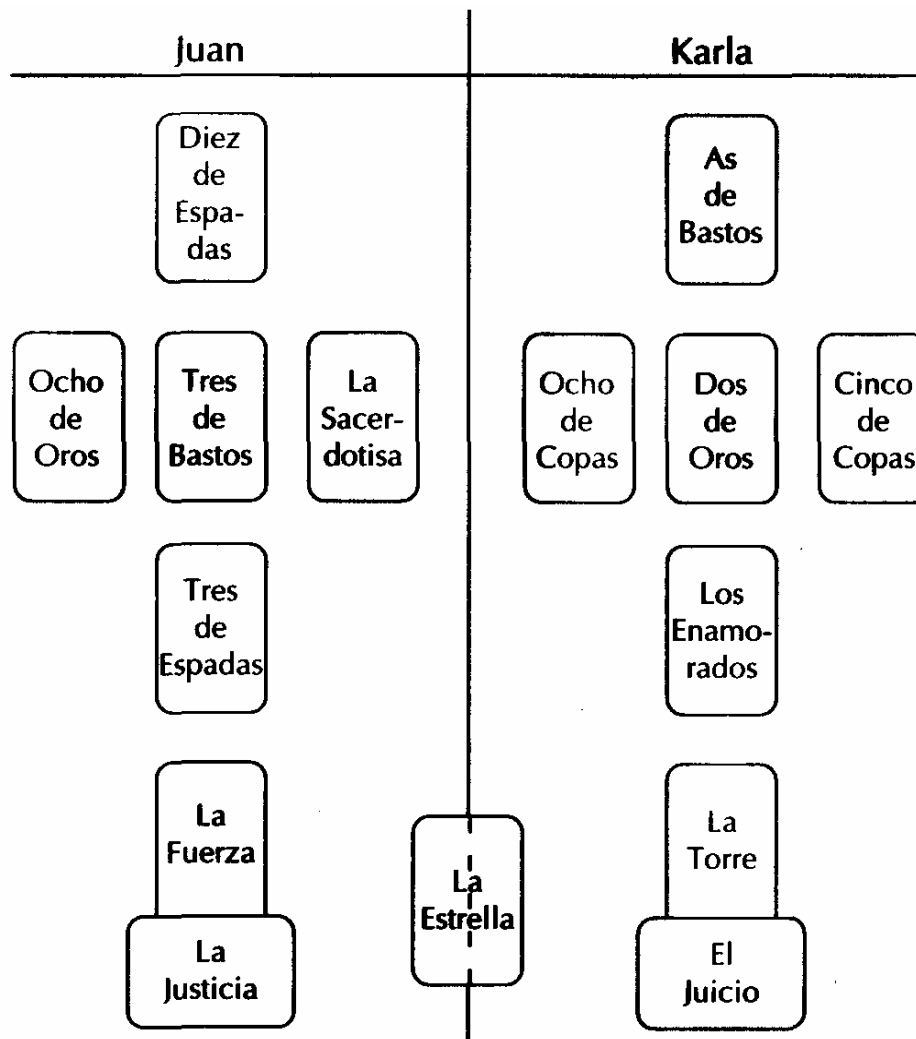 Juan
Karla
Diez
de
Espa-
das
As
de
Bastos
Ocho
de
Oros
Tres
de
Bastos
La
Sacer-
dotisa
Ocho
de
Copas
Dos
de
Oros
Cinco
de
Copas
Tres
de
Espadas
Los
Enamo-
rados
La
Fuerza
La
Justicia
La
Estrella
La
Torre
El
Juicio